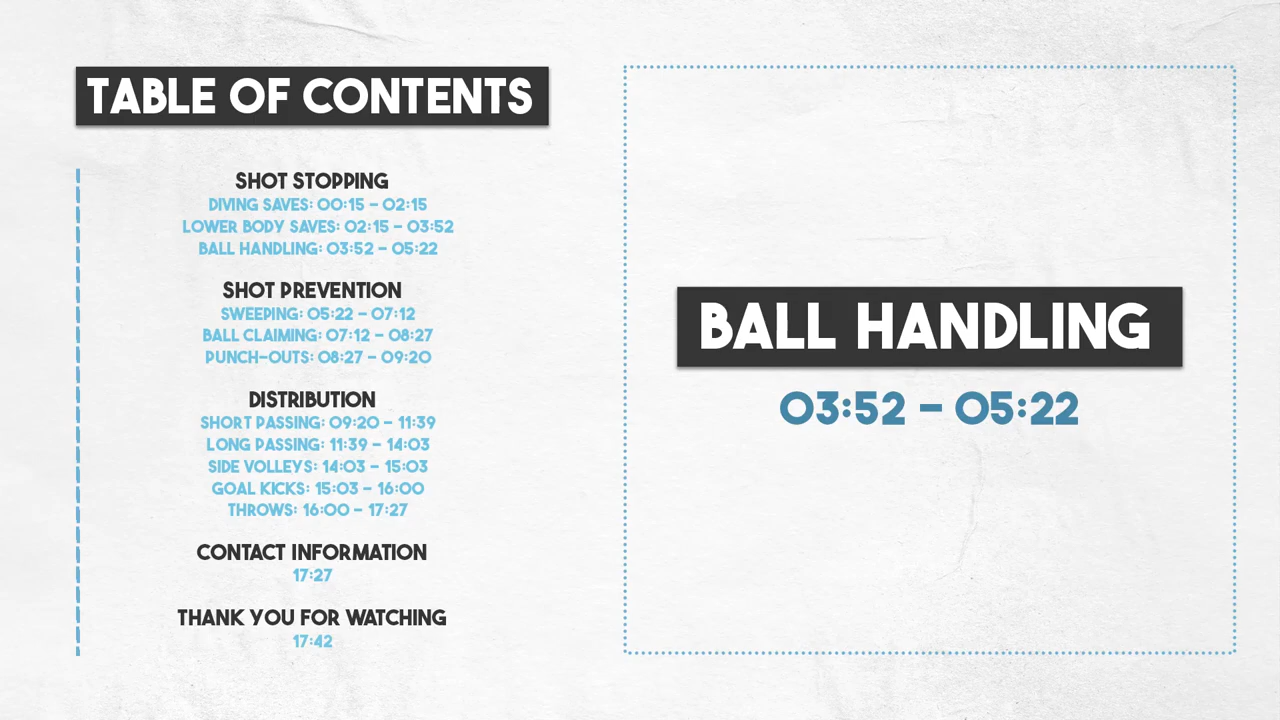 TABLE OF CONTENTS
SHOT STOPPING
DIVING SAVES: 00:15 – 02:15
LOWER BODY SAVES: 02:15 – 03:52
BALL HANDLING: 03:52 – 05:22
SHOT PREVENTION
SWEEPING: 05:22 – 07:12
BALL CLAIMING: 07:12 – 08:27
PUNCH-OUTS: 08:27 – 09:20
DISTRIBUTION
SHORT PASSING: 09:20 – 11:39
LONG PASSING: 11:39 – 14:03
SIDE VOLLEYS: 14:03 – 15:03
GOAL KICKS: 15:03 – 16:00
THROWS: 16:00 – 17:27
CONTACT INFORMATION
17:27
THANK YOU FOR WATCHING
17:42
BALL HANDLING
03:52 – 05:22